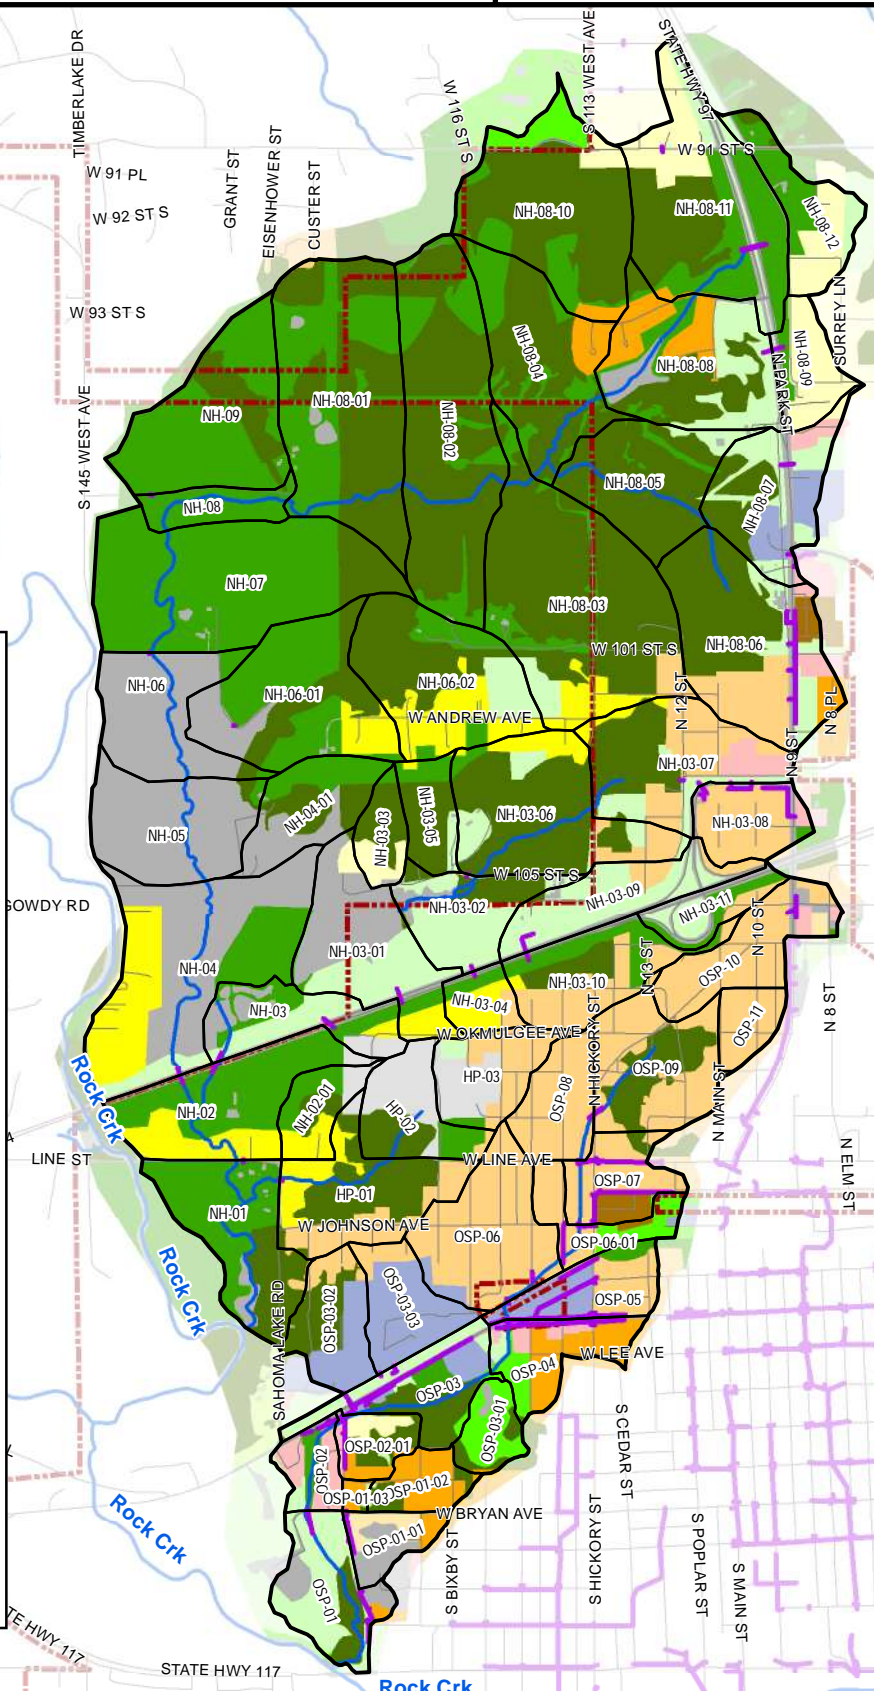 TIMBERLAKE DR
S 113 WEST AVE
STATE HWY 97
W 116 ST S
W 91 ST S
W 91 PL
GRANT ST
EISENHOWER ST
CUSTER ST
W 92 ST S
NH-08-10
NH-08-11
NH-08-12
W 93 ST S
SURREY LN
NH-08-04
NH-08-08
NH-08-09
N PARK ST
S 145 WEST AVE
NH-09
NH-08-01
NH-08-02
NH-08
NH-08-05
NH-08-07
NH-07
NH-08-03
W 101 ST S
NH-08-06
NH-06
NH-06-01
NH-06-02
N 12 ST
N 8 PL
W ANDREW AVE
N 9 ST
NH-03-07
NH-05
NH-04-01
NH-03-03
NH-03-05
NH-03-06
NH-03-08
W 105 ST S
GOWDY RD
NH-03-02
NH-03-09
NH-03-11
N 10 ST
NH-04
NH-03-01
N 13 ST
OSP-10
NH-03
NH-03-04
NH-03-10
N 8 ST
OSP-11
W OKMULGEE AVE
N HICKORY ST
Rock Crk
HP-03
OSP-09
NH-02
NH-02-01
HP-02
OSP-08
N MAIN ST
LINE ST
W LINE AVE
N ELM ST
HP-01
OSP-07
NH-01
W JOHNSON AVE
OSP-06
OSP-06-01
Rock Crk
SAHOMA LAKE RD
OSP-03-02
OSP-03-03
OSP-05
W LEE AVE
OSP-03
OSP-04
OSP-03-01
S CEDAR ST
OSP-02
OSP-02-01
OSP-01-03
OSP-01-02
W BRYAN AVE
Rock Crk
OSP-01-01
S BIXBY ST
S HICKORY ST
S POPLAR ST
S MAIN ST
OSP-01
TE HWY 117
STATE HWY 117
Rock Crk